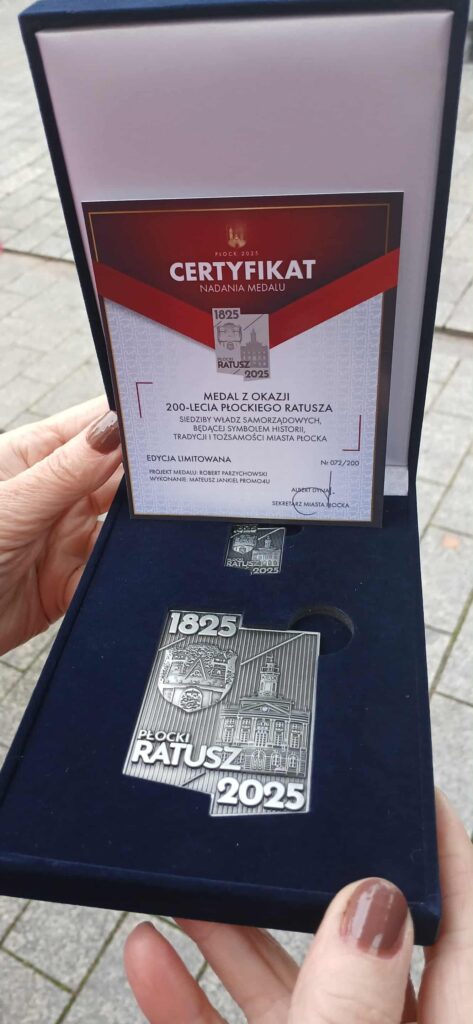 PŁOCK 2025
CERTYFIKAT
NADANIA MEDALU
1825
PŁOCKI
RATUSZ
2025
MEDAL Z OKAZJI
200-LECIA PŁOCKIEGO RATUSZA
SIEDZIBY WŁADZ SAMORZĄDOWYCH,
BĘDĄCEJ SYMBOLEM HISTORII,
TRADYCJI I TOŻSAMOŚCI MIASTA PŁOCKA
EDYCJA LIMITOWANA
Nr 072/200
PROJEKT MEDALU: ROBERT PARZYCHOWSKI
WYKONANIE: MATEUSZ JANKIEL PROMO4U
ALBERT
SEKRETARZ MIASTA PŁOCKA
RATUSZ
2025
1825
PŁOCKI
RATUSZ
2025